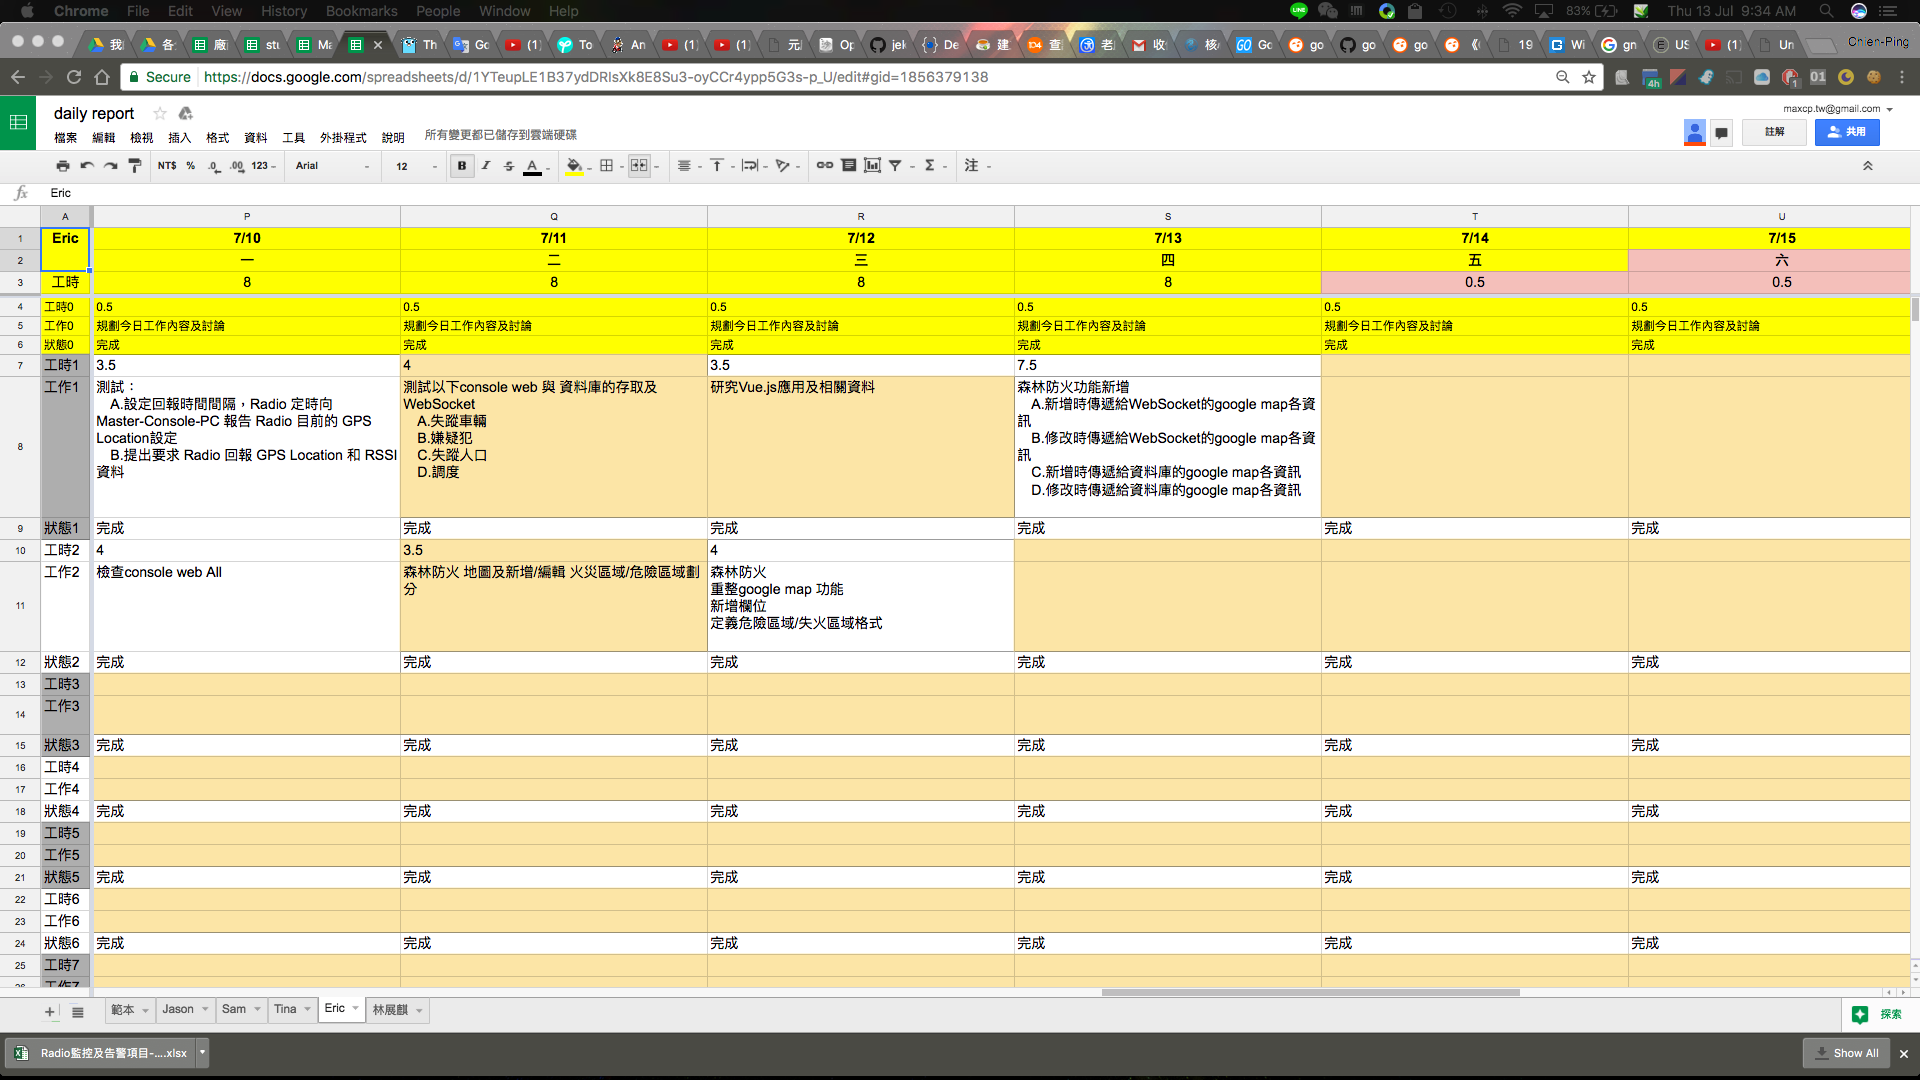 Chrome File Edit View History Bookmarks People Window Help 83% Thu 13 Jul 9:34 AM
Chien-Ping
Secure https://docs.google.com/spreadsheets/d/1YTeupLE1B37ydDRlsXk8E8Su3-oyCCr4ypp5G3s-p_U/edit#gid=1856379138
daily report
maxcp.tw@gmail.com
檔案 編輯 檢視 插入 格式 資料 工具 外掛程式 說明 所有變更都已儲存到雲端硬碟
註解 共用
NT$ % .0 .00 123 Arial 12 B I S A Σ 注
fx Eric
A P Q R S T U
1 Eric 7/10 7/11 7/12 7/13 7/14 7/15
2 一 二 三 四 五 六
3 工時 8 8 8 8 0.5 0.5
4 工時0 0.5 0.5 0.5 0.5 0.5 0.5
5 工作0 規劃今日工作內容及討論 規劃今日工作內容及討論 規劃今日工作內容及討論 規劃今日工作內容及討論 規劃今日工作內容及討論 規劃今日工作內容及討論
6 狀態0 完成 完成 完成 完成 完成 完成
7 工時1 3.5 4 3.5 7.5
8 工作1
測試：
A.設定回報時間間隔，Radio 定時向
Master-Console-PC 報告 Radio 目前的 GPS
Location設定
B.提出要求 Radio 回報 GPS Location 和 RSSI
資料
測試以下console web 與 資料庫的存取及
WebSocket
A.失蹤車輛
B.嫌疑犯
C.失蹤人口
D.調度
研究Vue.js應用及相關資料
森林防火功能新增
A.新增時傳遞給WebSocket的google map各資
訊
B.修改時傳遞給WebSocket的google map各資
訊
C.新增時傳遞給資料庫的google map各資訊
D.修改時傳遞給資料庫的google map各資訊
9 狀態1 完成 完成 完成 完成 完成 完成
10 工時2 4 3.5 4
11 工作2
檢查console web All
森林防火 地圖及新增/編輯 火災區域/危險區域劃
分
森林防火
重整google map 功能
新增欄位
定義危險區域/失火區域格式
12 狀態2 完成 完成 完成 完成 完成 完成
13 工時3
14 工作3
15 狀態3 完成 完成 完成 完成 完成 完成
16 工時4
17 工作4
18 狀態4 完成 完成 完成 完成 完成 完成
19 工時5
20 工作5
21 狀態5 完成 完成 完成 完成 完成 完成
22 工時6
23 工作6
24 狀態6 完成 完成 完成 完成 完成 完成
25 工時7
範本 Jason Sam Tina Eric 林展麒
探索
Radio監控及告警項目-....xlsx
Show All